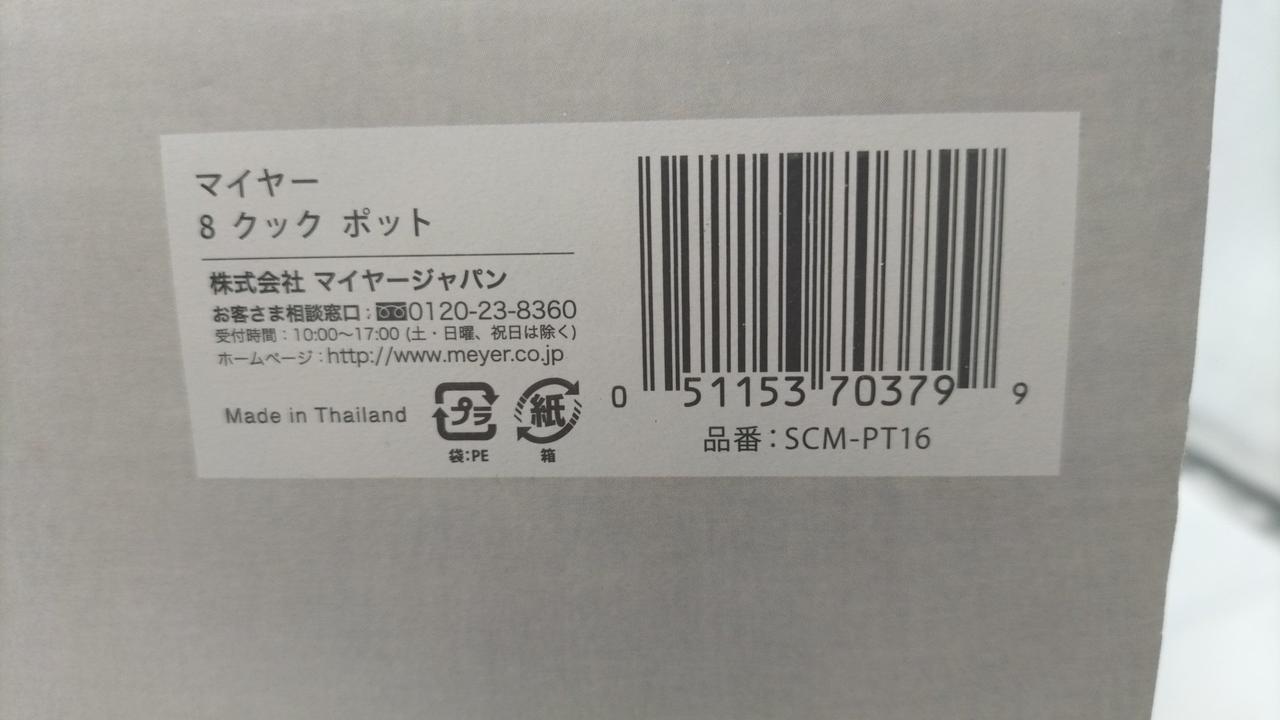 マイヤー
8 クック ポット
株式会社 マイヤージャパン
お客さま相談窓口:0120-23-8360
受付時間:10:00〜17:00 (土・日曜、祝日は除く)
ホームページ:http://www.meyer.co.jp
Made in Thailand
プラ
袋:PE
紙
箱
0 51153 70379 9
品番:SCM-PT16